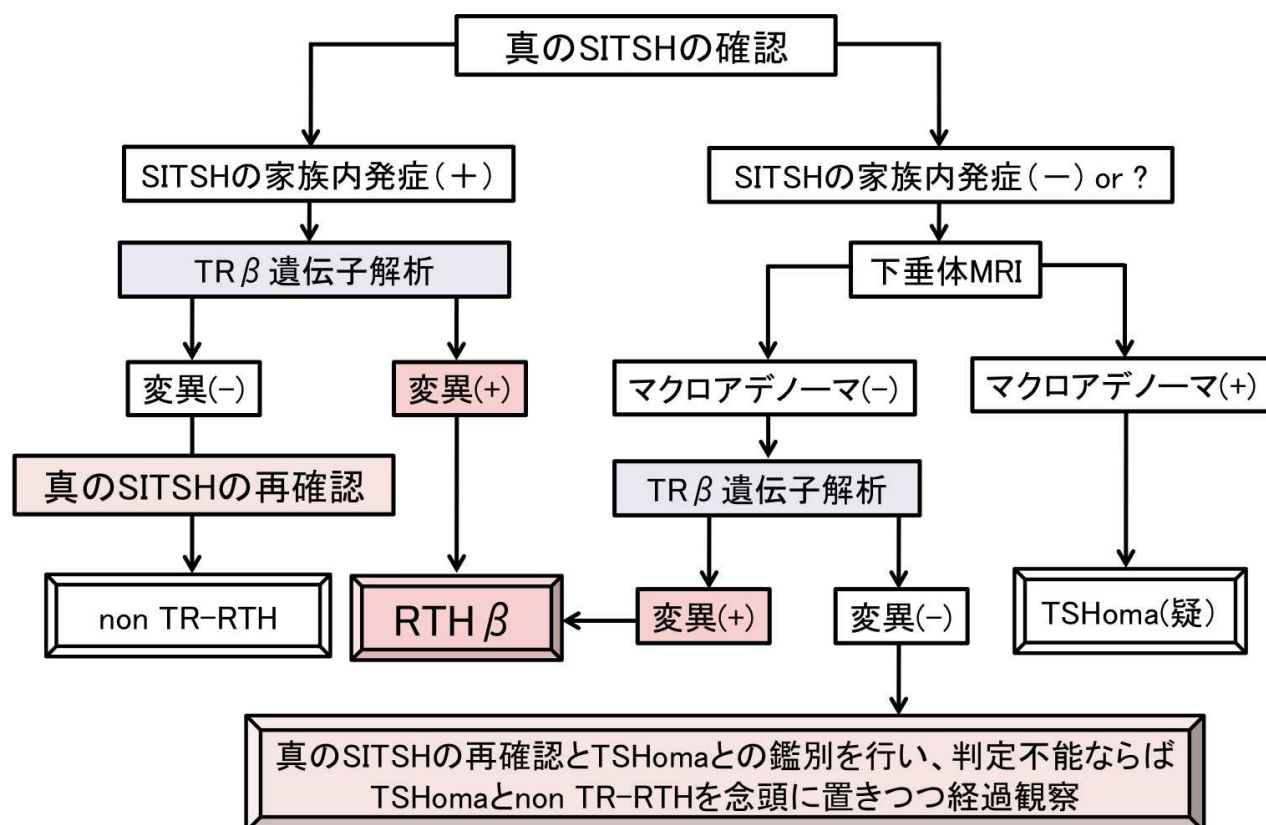 真のSITSHの確認
SITSHの家族内発症(＋)
SITSHの家族内発症(－) or ?
TRβ遺伝子解析
下垂体MRI
変異(-)
変異(+)
マクロアデノーマ(-)
マクロアデノーマ(+)
真のSITSHの再確認
TRβ遺伝子解析
non TR-RTH
RTHβ
変異(+)
変異(-)
TSHoma(疑)
真のSITSHの再確認とTSHomaとの鑑別を行い、判定不能ならば
TSHomaとnon TR-RTHを念頭に置きつつ経過観察